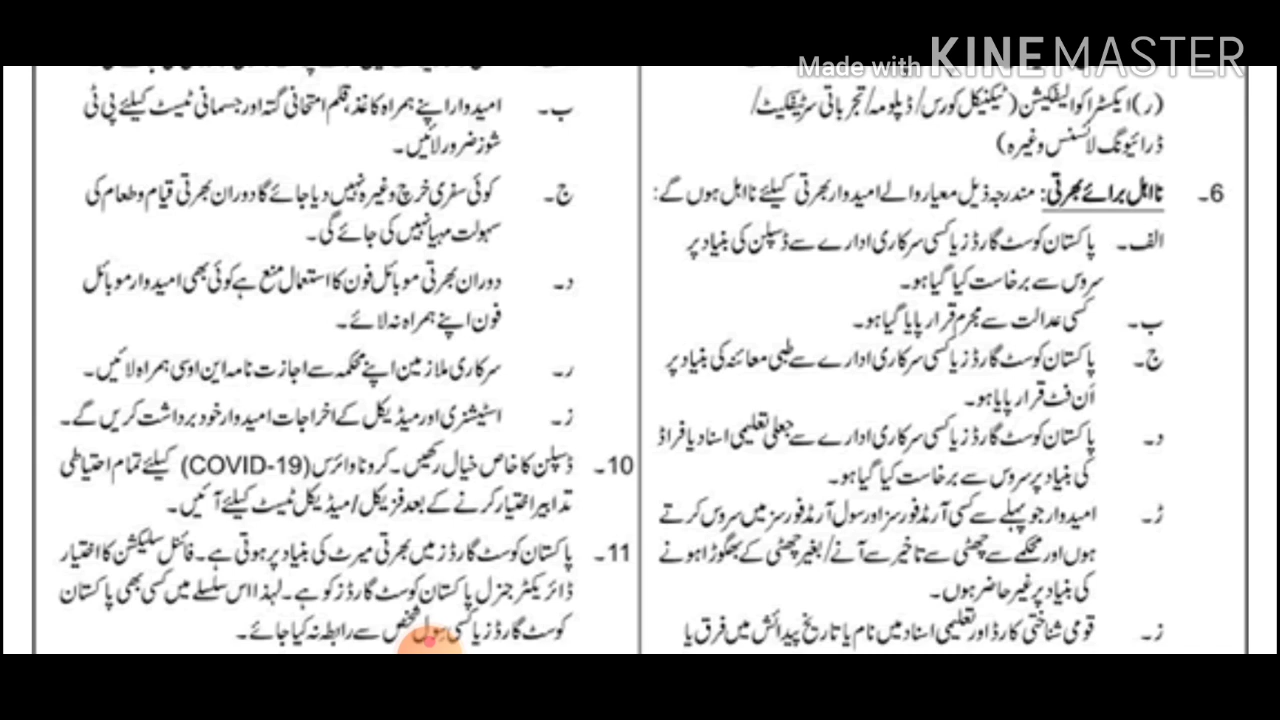 Made with KINEMASTER
(ر) ایکسٹرا کوالیفکیشن (ٹیکنیکل کورس/ڈپلومہ/تجرباتی سرٹیفکیٹ/
ڈرائیونگ لائسنس وغیرہ)
6۔ نااہل برائے بھرتی: مندرجہ ذیل معیار والے امیدوار بھرتی کیلئے نااہل ہوں گے:
الف۔ پاکستان کوسٹ گارڈز یا کسی سرکاری ادارے سے ڈسپلن کی بنیاد پر
سروس سے برخاست کیا گیا ہو۔
ب۔ کسی عدالت سے مجرم قرار پایا گیا ہو۔
ج۔ پاکستان کوسٹ گارڈز یا کسی سرکاری ادارے سے طبی معائنہ کی بنیاد پر
اَن فٹ قرار پایا ہو۔
د۔ پاکستان کوسٹ گارڈز یا کسی سرکاری ادارے سے جعلی تعلیمی اسناد یا فراڈ
کی بنیاد پر سروس سے برخاست کیا گیا ہو۔
ڑ۔ امیدوار جو پہلے سے کسی آرمڈ فورسز اور سول آرمڈ فورسز میں سروس کرتے
ہوں اور محکمے سے چھٹی سے تاخیر سے آنے/بغیر چھٹی کے بھگوڑا ہونے
کی بنیاد پر غیر حاضر ہوں۔
ز۔ قومی شناختی کارڈ اور تعلیمی اسناد میں نام یا تاریخ پیدائش میں فرق یا
ب۔ امیدوار اپنے ہمراہ کاغذ، قلم امتحانی گتہ اور جسمانی ٹیسٹ کیلئے پی ٹی
شوز ضرور لائیں۔
ج۔ کوئی سفری خرچ وغیرہ نہیں دیا جائے گا دوران بھرتی قیام و طعام کی
سہولت مہیا نہیں کی جائے گی۔
د۔ دوران بھرتی موبائل فون کا استعمال منع ہے کوئی بھی امیدوار موبائل
فون اپنے ہمراہ نہ لائے۔
ر۔ سرکاری ملازمین اپنے محکمہ سے اجازت نامہ این او سی ہمراہ لائیں۔
ز۔ اسٹیشنری اور میڈیکل کے اخراجات امیدوار خود برداشت کریں گے۔
10۔ ڈسپلن کا خاص خیال رکھیں۔ کرونا وائرس (COVID-19) کیلئے تمام احتیاطی
تدابیر اختیار کرنے کے بعد فزیکل/میڈیکل ٹیسٹ کیلئے آئیں۔
11۔ پاکستان کوسٹ گارڈز میں بھرتی میرٹ کی بنیاد پر ہوتی ہے۔ فائنل سلیکشن کا اختیار
ڈائریکٹر جنرل پاکستان کوسٹ گارڈز کو ہے۔ لہذا اس سلسلے میں کسی بھی پاکستان
کوسٹ گارڈز یا کسی سول شخص سے رابطہ نہ کیا جائے۔